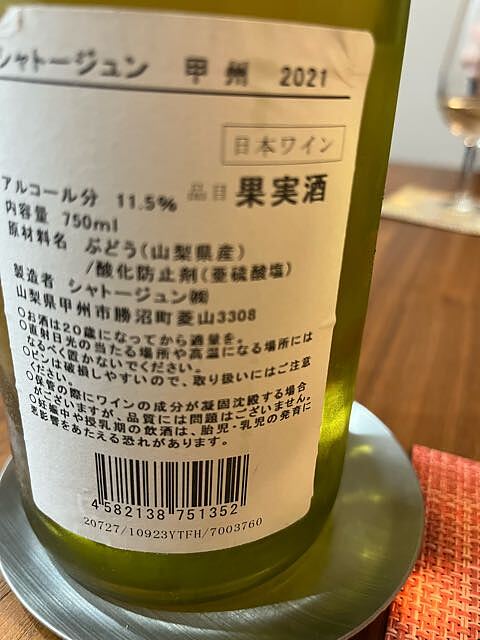 シャトージュン 甲州 2021
日本ワイン
品目 果実酒
アルコール分 11.5%
内容量 750ml
原材料名 ぶどう(山梨県産)
/酸化防止剤(亜硫酸塩)
製造者 シャトージュン㈱
山梨県甲州市勝沼町菱山3308
○お酒は20歳になってから適量を。
○直射日光の当たる場所や高温になる場所には
なるべく置かないでください。
○ビンは破損しやすいので、取り扱いにはご注意
ください。
○保管の際にワインの成分が凝固沈殿する場合
がございますが、品質には問題はございません。
○妊娠中や授乳期の飲酒は、胎児・乳児の発育に
悪影響をあたえる恐れがあります。
4582138 751352
20727/10923YTFH/7003760